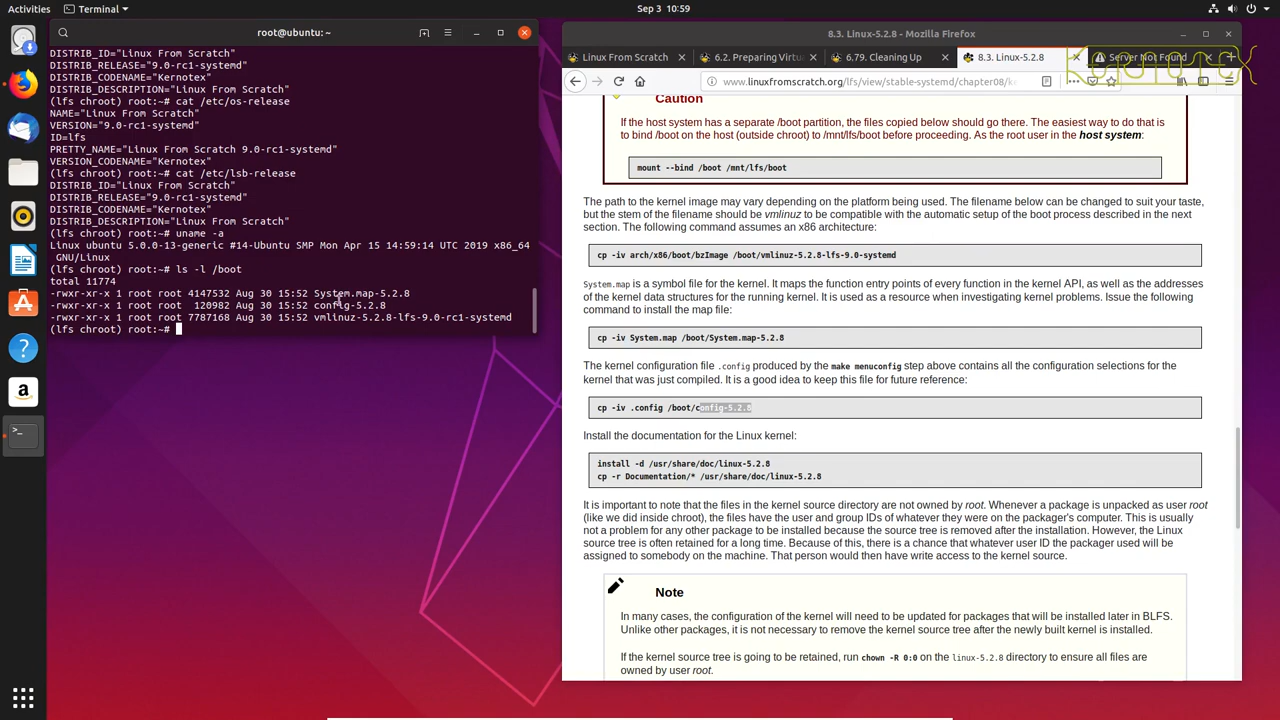 Activities
Terminal
Sep 3 10:59
root@ubuntu: ~
DISTRIB_ID="Linux From Scratch"
DISTRIB_RELEASE="9.0-rc1-systemd"
DISTRIB_CODENAME="Kernotex"
DISTRIB_DESCRIPTION="Linux From Scratch"
(lfs chroot) root:~# cat /etc/os-release
NAME="Linux From Scratch"
VERSION="9.0-rc1-systemd"
ID=lfs
PRETTY_NAME="Linux From Scratch 9.0-rc1-systemd"
VERSION_CODENAME="Kernotex"
(lfs chroot) root:~# cat /etc/lsb-release
DISTRIB_ID="Linux From Scratch"
DISTRIB_RELEASE="9.0-rc1-systemd"
DISTRIB_CODENAME="Kernotex"
DISTRIB_DESCRIPTION="Linux From Scratch"
(lfs chroot) root:~# uname -a
Linux ubuntu 5.0.0-13-generic #14-Ubuntu SMP Mon Apr 15 14:59:14 UTC 2019 x86_64
GNU/Linux
(lfs chroot) root:~# ls -l /boot
total 11774
-rwxr-xr-x 1 root root 4147532 Aug 30 15:52 System.map-5.2.8
-rwxr-xr-x 1 root root 120982 Aug 30 15:52 config-5.2.8
-rwxr-xr-x 1 root root 7787168 Aug 30 15:52 vmlinuz-5.2.8-lfs-9.0-rc1-systemd
(lfs chroot) root:~#
8.3. Linux-5.2.8 - Mozilla Firefox
Linux From Scratch
6.2. Preparing Virtu
6.79. Cleaning Up
8.3. Linux-5.2.8
Server Not Found
KERNOTEX
www.linuxfromscratch.org/lfs/view/stable-systemd/chapter08/ke
Caution
If the host system has a separate /boot partition, the files copied below should go there. The easiest way to do that is
to bind /boot on the host (outside chroot) to /mnt/lfs/boot before proceeding. As the root user in the host system:
mount --bind /boot /mnt/lfs/boot
The path to the kernel image may vary depending on the platform being used. The filename below can be changed to suit your taste,
but the stem of the filename should be vmlinuz to be compatible with the automatic setup of the boot process described in the next
section. The following command assumes an x86 architecture:
cp -iv arch/x86/boot/bzImage /boot/vmlinuz-5.2.8-lfs-9.0-systemd
System.map is a symbol file for the kernel. It maps the function entry points of every function in the kernel API, as well as the addresses
of the kernel data structures for the running kernel. It is used as a resource when investigating kernel problems. Issue the following
command to install the map file:
cp -iv System.map /boot/System.map-5.2.8
The kernel configuration file .config produced by the make menuconfig step above contains all the configuration selections for the
kernel that was just compiled. It is a good idea to keep this file for future reference:
cp -iv .config /boot/config-5.2.8
Install the documentation for the Linux kernel:
install -d /usr/share/doc/linux-5.2.8
cp -r Documentation/* /usr/share/doc/linux-5.2.8
It is important to note that the files in the kernel source directory are not owned by root. Whenever a package is unpacked as user root
(like we did inside chroot), the files have the user and group IDs of whatever they were on the packager's computer. This is usually
not a problem for any other package to be installed because the source tree is removed after the installation. However, the Linux
source tree is often retained for a long time. Because of this, there is a chance that whatever user ID the packager used will be
assigned to somebody on the machine. That person would then have write access to the kernel source.
Note
In many cases, the configuration of the kernel will need to be updated for packages that will be installed later in BLFS.
Unlike other packages, it is not necessary to remove the kernel source tree after the newly built kernel is installed.
If the kernel source tree is going to be retained, run chown -R 0:0 on the linux-5.2.8 directory to ensure all files are
owned by user root.